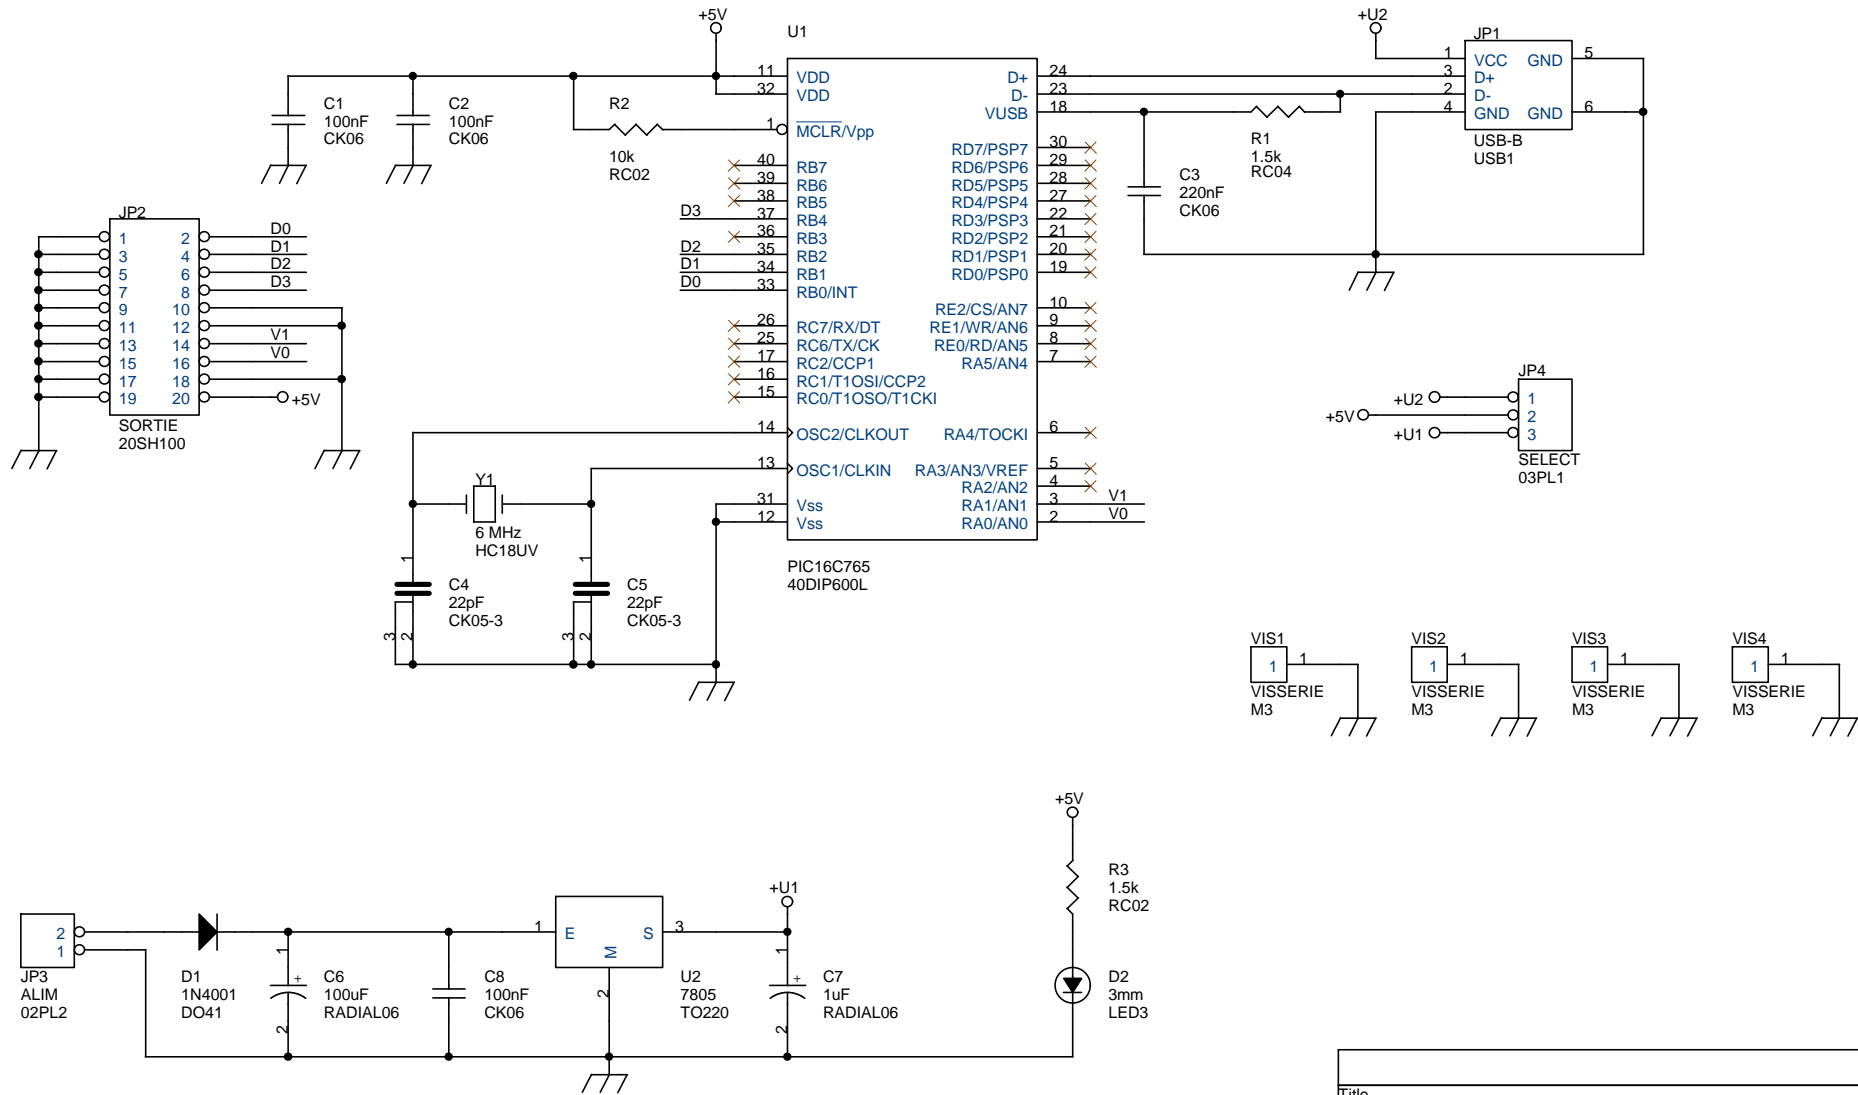 +5V
U1
+U2
JP1
11 VDD
32 VDD
1 MCLR/Vpp
40 RB7
39 RB6
38 RB5
D3 37 RB4
36 RB3
D2 35 RB2
D1 34 RB1
D0 33 RB0/INT
26 RC7/RX/DT
25 RC6/TX/CK
17 RC2/CCP1
16 RC1/T1OSI/CCP2
15 RC0/T1OSO/T1CKI
14 OSC2/CLKOUT
13 OSC1/CLKIN
31 Vss
12 Vss
D+ 24
D- 23
VUSB 18
RD7/PSP7 30
RD6/PSP6 29
RD5/PSP5 28
RD4/PSP4 27
RD3/PSP3 22
RD2/PSP2 21
RD1/PSP1 20
RD0/PSP0 19
RE2/CS/AN7 10
RE1/WR/AN6 9
RE0/RD/AN5 8
RA5/AN4 7
RA4/TOCKI 6
RA3/AN3/VREF 5
RA2/AN2 4
RA1/AN1 3 V1
RA0/AN0 2 V0
PIC16C765
40DIP600L
1 VCC GND 5
3 D+
2 D-
4 GND GND 6
USB-B
USB1
C1
100nF
CK06
C2
100nF
CK06
R2
10k
RC02
R1
1.5k
RC04
C3
220nF
CK06
JP2
1 2 D0
3 4 D1
5 6 D2
7 8 D3
9 10
11 12
13 14 V1
15 16 V0
17 18
19 20 +5V
SORTIE
20SH100
JP4
+U2 1
+5V 2
+U1 3
SELECT
03PL1
Y1
6 MHz
HC18UV
1
C4
22pF
CK05-3
3 2
1
C5
22pF
CK05-3
3 2
VIS1
1 1
VISSERIE
M3
VIS2
1 1
VISSERIE
M3
VIS3
1 1
VISSERIE
M3
VIS4
1 1
VISSERIE
M3
+5V
R3
1.5k
RC02
D2
3mm
LED3
+U1
2
1
JP3
ALIM
02PL2
D1
1N4001
DO41
1
+
C6
100uF
RADIAL06
2
C8
100nF
CK06
1 E S 3
M
2
U2
7805
TO220
1
+
C7
1uF
RADIAL06
2
Title